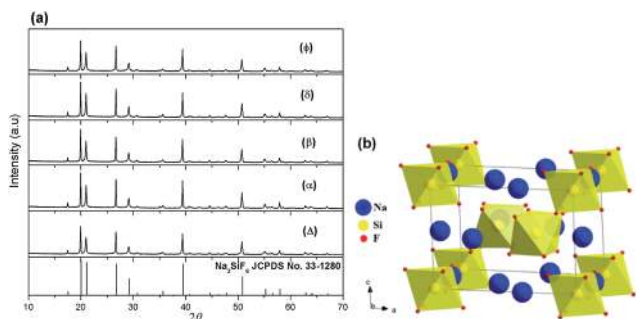 (a)
Intensity (a.u)
(ϕ)
(δ)
(β)
(α)
(Δ)
Na₂SiF₆ JCPDS No. 33-1280
10 20 30 40 50 60 70
2θ
(b)
Na
Si
F
c
b
a